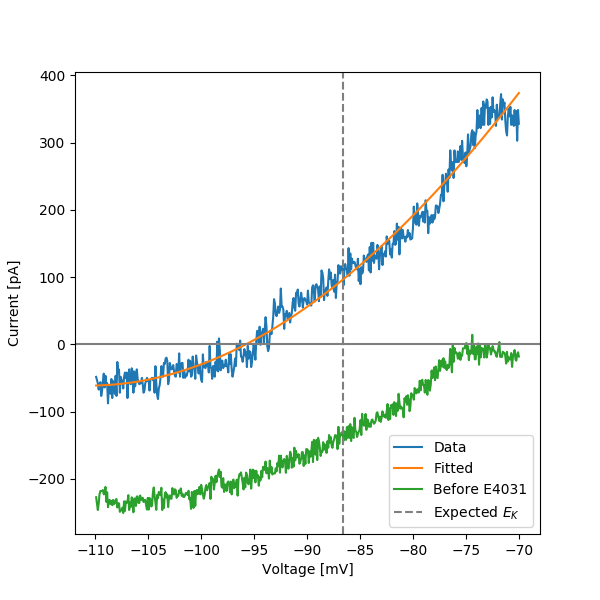 400
300
200
100
0
−100
−200
Current [pA]
Data
Fitted
Before E4031
Expected E_K
−110 −105 −100 −95 −90 −85 −80 −75 −70
Voltage [mV]